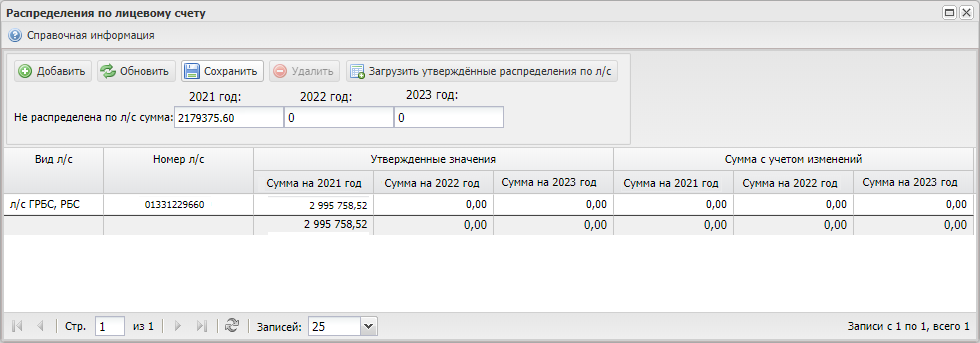 Распределения по лицевому счету
Справочная информация
Добавить Обновить Сохранить Удалить Загрузить утверждённые распределения по л/с
2021 год: 2022 год: 2023 год:
Не распределена по л/с сумма: 2179375.60 0 0
Вид л/с Номер л/с Утвержденные значения Сумма с учетом изменений
Сумма на 2021 год Сумма на 2022 год Сумма на 2023 год Сумма на 2021 год Сумма на 2022 год Сумма на 2023 год
л/с ГРБС, РБС 01331229660 2 995 758,52 0,00 0,00 0,00 0,00 0,00
2 995 758,52 0,00 0,00 0,00 0,00 0,00
Стр. 1 из 1 Записей: 25 Записи с 1 по 1, всего 1